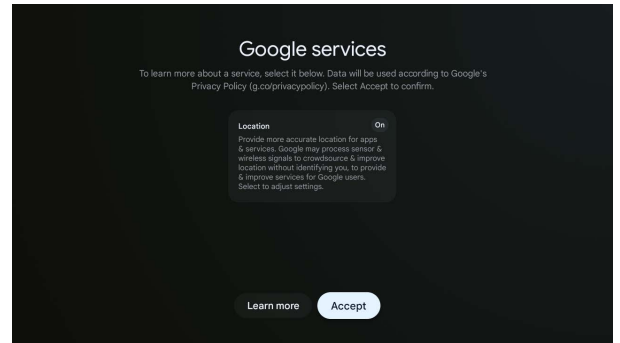 Google services
To learn more about a service, select it below. Data will be used according to Google's
Privacy Policy (g.co/privacypolicy). Select Accept to confirm.
Location
On
Provide more accurate location for apps
& services. Google may process sensor &
wireless signals to crowdsource & improve
location without identifying you, to provide
& improve services for Google users.
Select to adjust settings.
Learn more
Accept